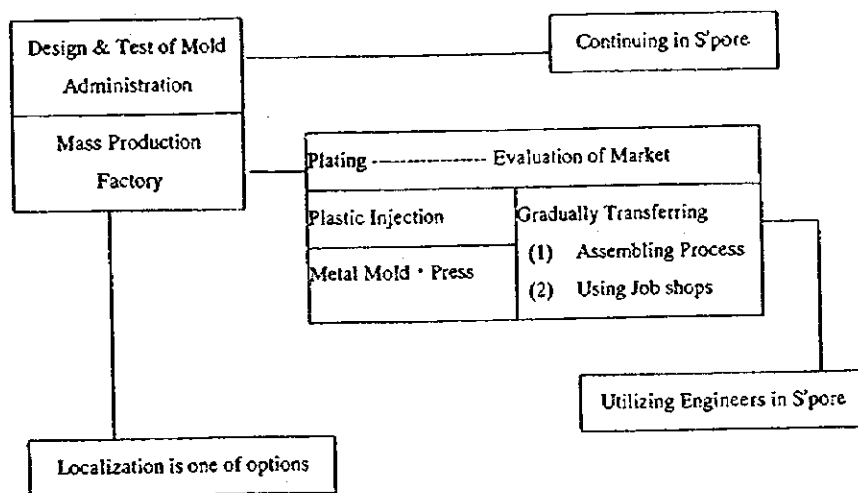 Design & Test of Mold
Administration
Continuing in S'pore
Mass Production
Factory
Plating -------------- Evaluation of Market
Plastic Injection
Gradually Transferring
(1) Assembling Process
Metal Mold・Press
(2) Using Job shops
Utilizing Engineers in S'pore
Localization is one of options